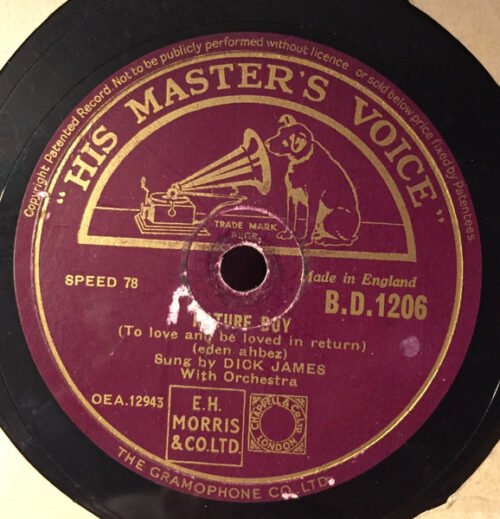 Copyright Patented Record. Not to be publicly performed without licence or sold below price fixed by Patentees.
"HIS MASTER'S VOICE"
TRADE MARK
REGD.
SPEED 78
Made in England
B.D.1206
NATURE BOY
(To love and be loved in return)
(eden ahbez)
Sung by DICK JAMES
With Orchestra
OEA.12943
E.H.
MORRIS
& CO.LTD.
CHAPPELL & Co Ltd
LONDON
THE GRAMOPHONE CO. LTD.